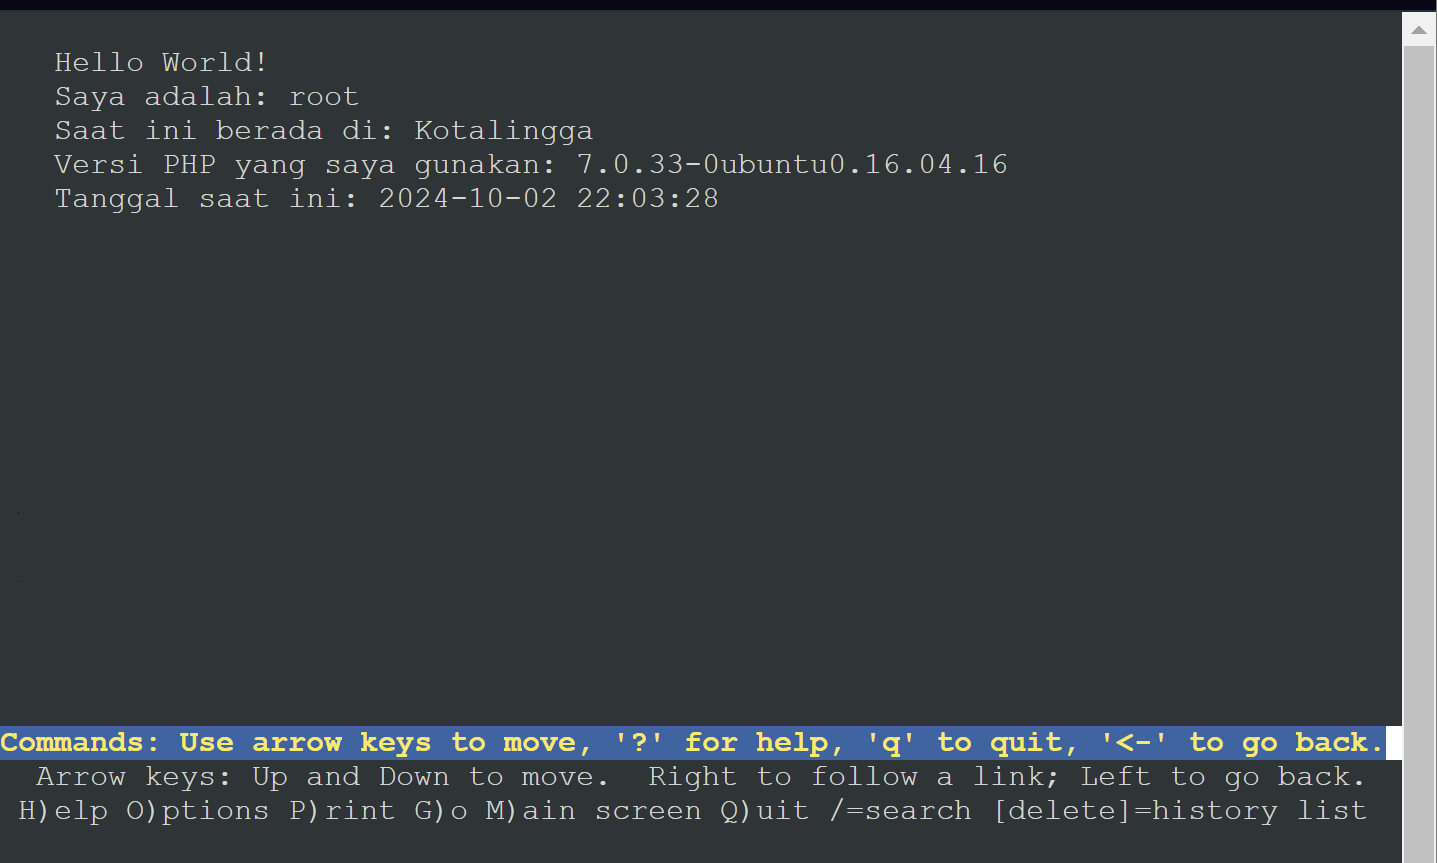 Hello World!
Saya adalah: root
Saat ini berada di: Kotalingga
Versi PHP yang saya gunakan: 7.0.33-0ubuntu0.16.04.16
Tanggal saat ini: 2024-10-02 22:03:28
Commands: Use arrow keys to move, '?' for help, 'q' to quit, '<-' to go back.
Arrow keys: Up and Down to move.  Right to follow a link; Left to go back.
H)elp O)ptions P)rint G)o M)ain screen Q)uit /=search [delete]=history list